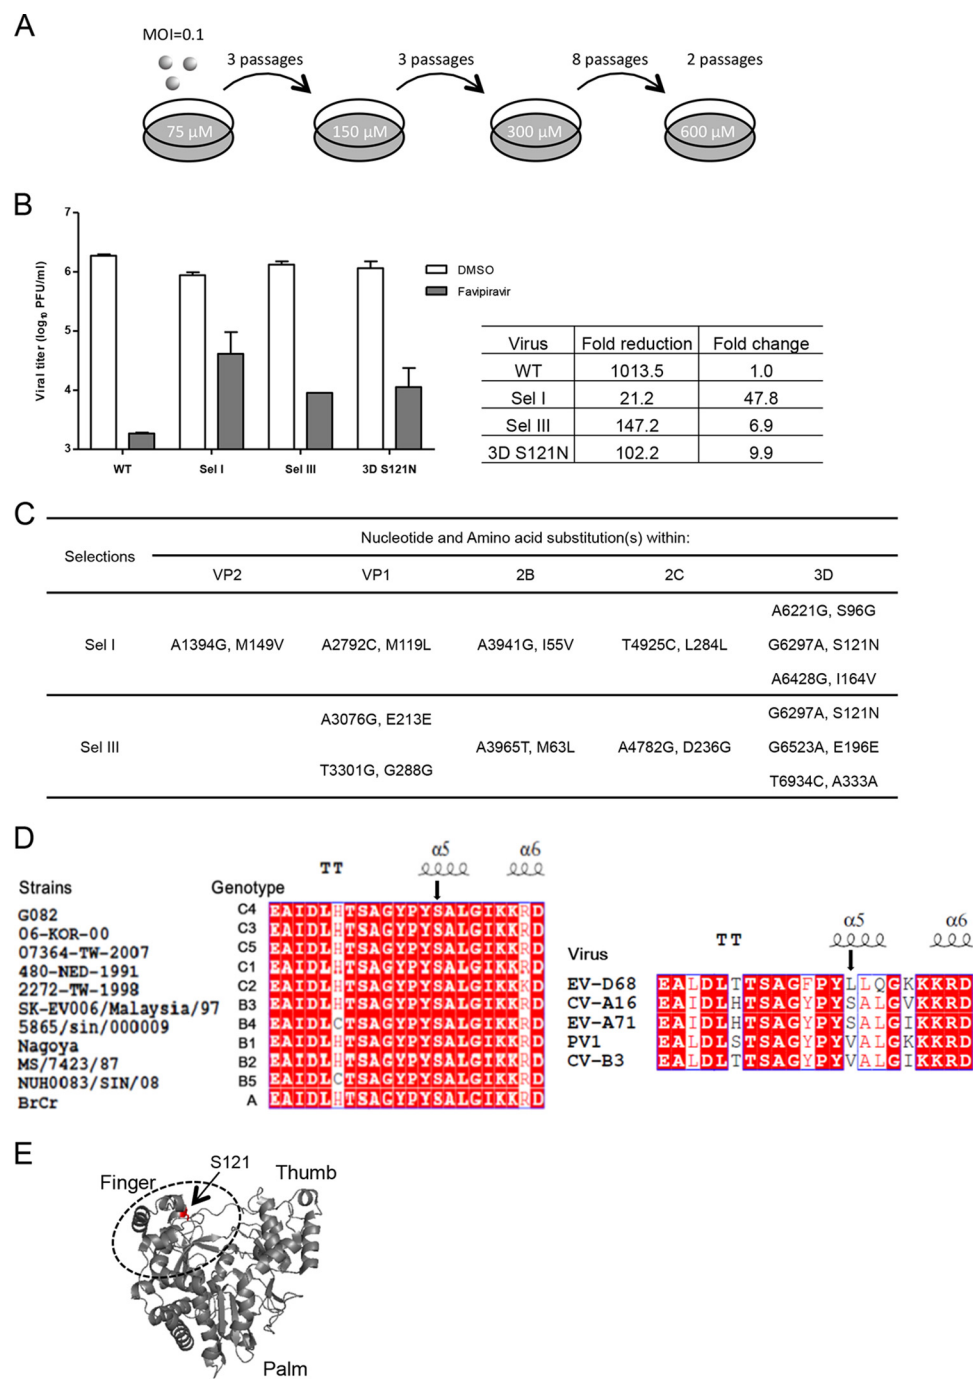 A
MOI=0.1
3 passages
3 passages
8 passages
2 passages
75 µM
150 µM
300 µM
600 µM
B
Viral titer (log10 PFU/ml)
7
6
5
4
3
WT
Sel I
Sel III
3D S121N
DMSO
Favipiravir
Virus Fold reduction Fold change
WT 1013.5 1.0
Sel I 21.2 47.8
Sel III 147.2 6.9
3D S121N 102.2 9.9
C
Selections
Nucleotide and Amino acid substitution(s) within:
VP2 VP1 2B 2C 3D
A6221G, S96G
Sel I A1394G, M149V A2792C, M119L A3941G, I55V T4925C, L284L G6297A, S121N
A6428G, I164V
A3076G, E213E G6297A, S121N
Sel III A3965T, M63L A4782G, D236G G6523A, E196E
T3301G, G288G T6934C, A333A
D
Strains
G082
06-KOR-00
07364-TW-2007
480-NED-1991
2272-TW-1998
SK-EV006/Malaysia/97
5865/sin/000009
Nagoya
MS/7423/87
NUH0083/SIN/08
BrCr
α5 α6
TT
Genotype
C4 EAIDLHTSAGYPYSALGIKKRD
C3 EAIDLHTSAGYPYSALGIKKRD
C5 EAIDLHTSAGYPYSALGIKKRD
C1 EAIDLHTSAGYPYSALGIKKRD
C2 EAIDLHTSAGYPYSALGIKKRD
B3 EAIDLHTSAGYPYSALGIKKRD
B4 EAIDLCTSAGYPYSALGIKKRD
B1 EAIDLHTSAGYPYSALGIKKRD
B2 EAIDLHTSAGYPYSALGIKKRD
B5 EAIDLCTSAGYPYSALGIKKRD
A EAIDLHTSAGYPYSALGIKKRD
α5 α6
TT
Virus
EV-D68 EALDLTTSAGFPYLLQGKKKRD
CV-A16 EAIDLHTSAGYPYSALGVKKRD
EV-A71 EAIDLHTSAGYPYSALGIKKRD
PV1 EALDLSTSAGYPYVALGKKKRD
CV-B3 EALDLTTSAGYPYVALGIKKRD
E
S121
Finger
Thumb
Palm